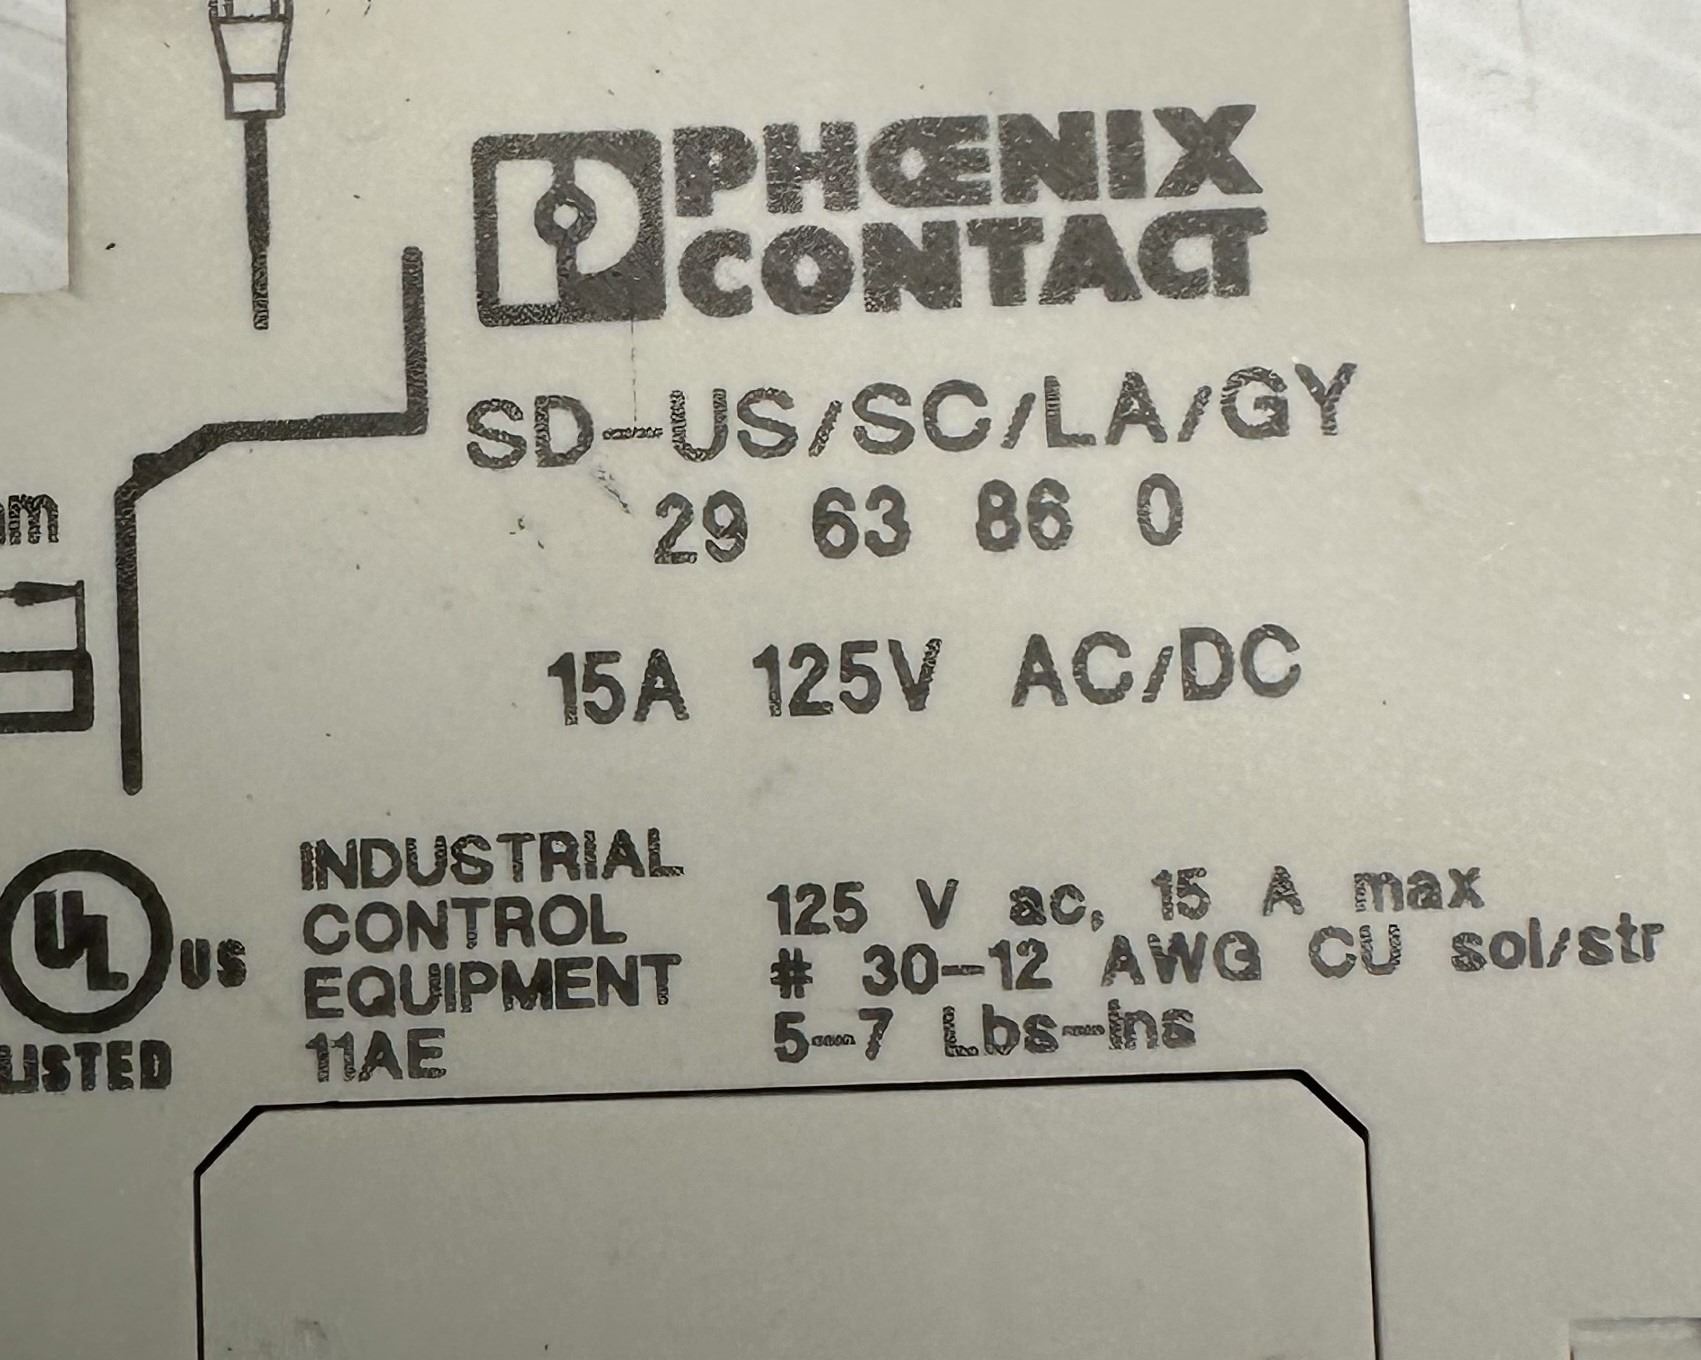 PHŒNIX
CONTACT
SD-US/SC/LA/GY
29 63 86 0
15A 125V AC/DC
UL US
LISTED
INDUSTRIAL
CONTROL
EQUIPMENT
11AE
125 V ac, 15 A max
# 30-12 AWG CU sol/str
5-7 Lbs-Ins